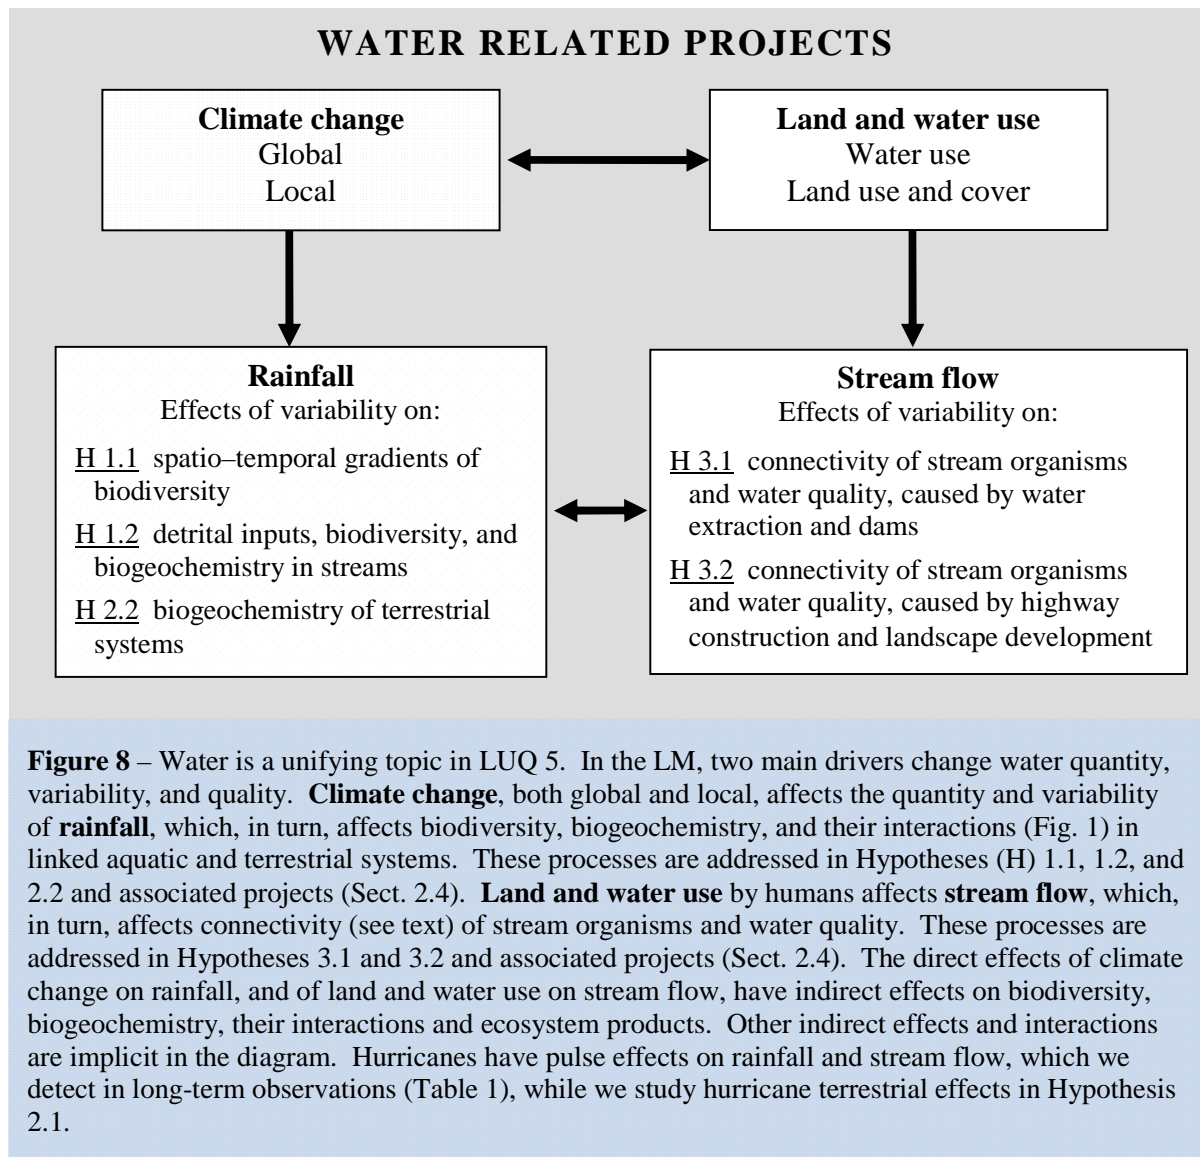 WATER RELATED PROJECTS
Climate change
Global
Local
Land and water use
Water use
Land use and cover
Rainfall
Effects of variability on:
H 1.1 spatio–temporal gradients of
biodiversity
H 1.2 detrital inputs, biodiversity, and
biogeochemistry in streams
H 2.2 biogeochemistry of terrestrial
systems
Stream flow
Effects of variability on:
H 3.1 connectivity of stream organisms
and water quality, caused by water
extraction and dams
H 3.2 connectivity of stream organisms
and water quality, caused by highway
construction and landscape development
Figure 8 – Water is a unifying topic in LUQ 5. In the LM, two main drivers change water quantity,
variability, and quality. Climate change, both global and local, affects the quantity and variability
of rainfall, which, in turn, affects biodiversity, biogeochemistry, and their interactions (Fig. 1) in
linked aquatic and terrestrial systems. These processes are addressed in Hypotheses (H) 1.1, 1.2, and
2.2 and associated projects (Sect. 2.4). Land and water use by humans affects stream flow, which,
in turn, affects connectivity (see text) of stream organisms and water quality. These processes are
addressed in Hypotheses 3.1 and 3.2 and associated projects (Sect. 2.4). The direct effects of climate
change on rainfall, and of land and water use on stream flow, have indirect effects on biodiversity,
biogeochemistry, their interactions and ecosystem products. Other indirect effects and interactions
are implicit in the diagram. Hurricanes have pulse effects on rainfall and stream flow, which we
detect in long-term observations (Table 1), while we study hurricane terrestrial effects in Hypothesis
2.1.